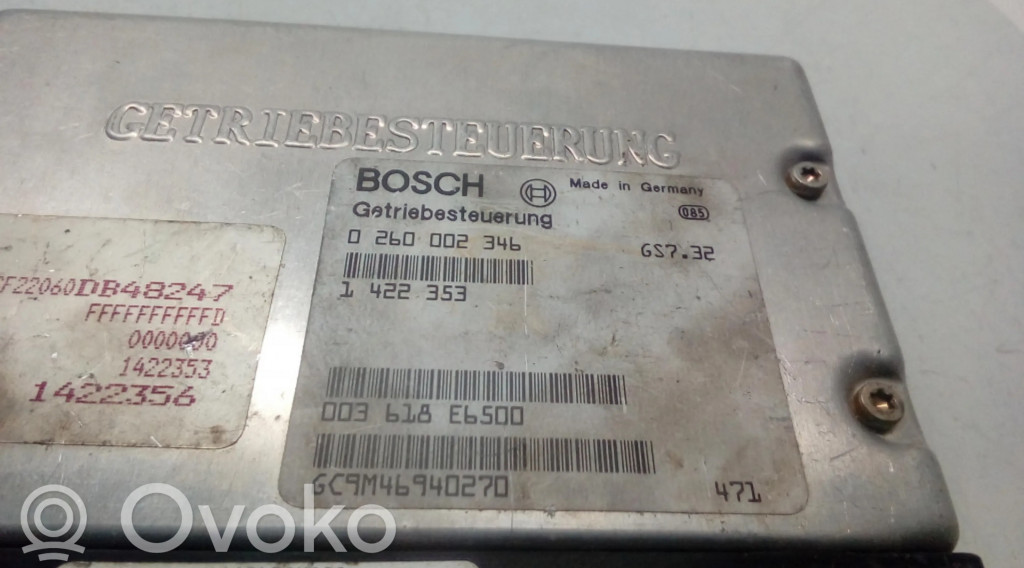 GETRIEBESTEUERUNG
BOSCH
Made in Germany
Getriebesteuerung
085
0 260 002 346
GS7.32
1 422 353
003 618 E6500
GC9M46940270
471
F22060DB48247
FFFFFFFFFFD
0000000
1422353
1422356
Ovoko